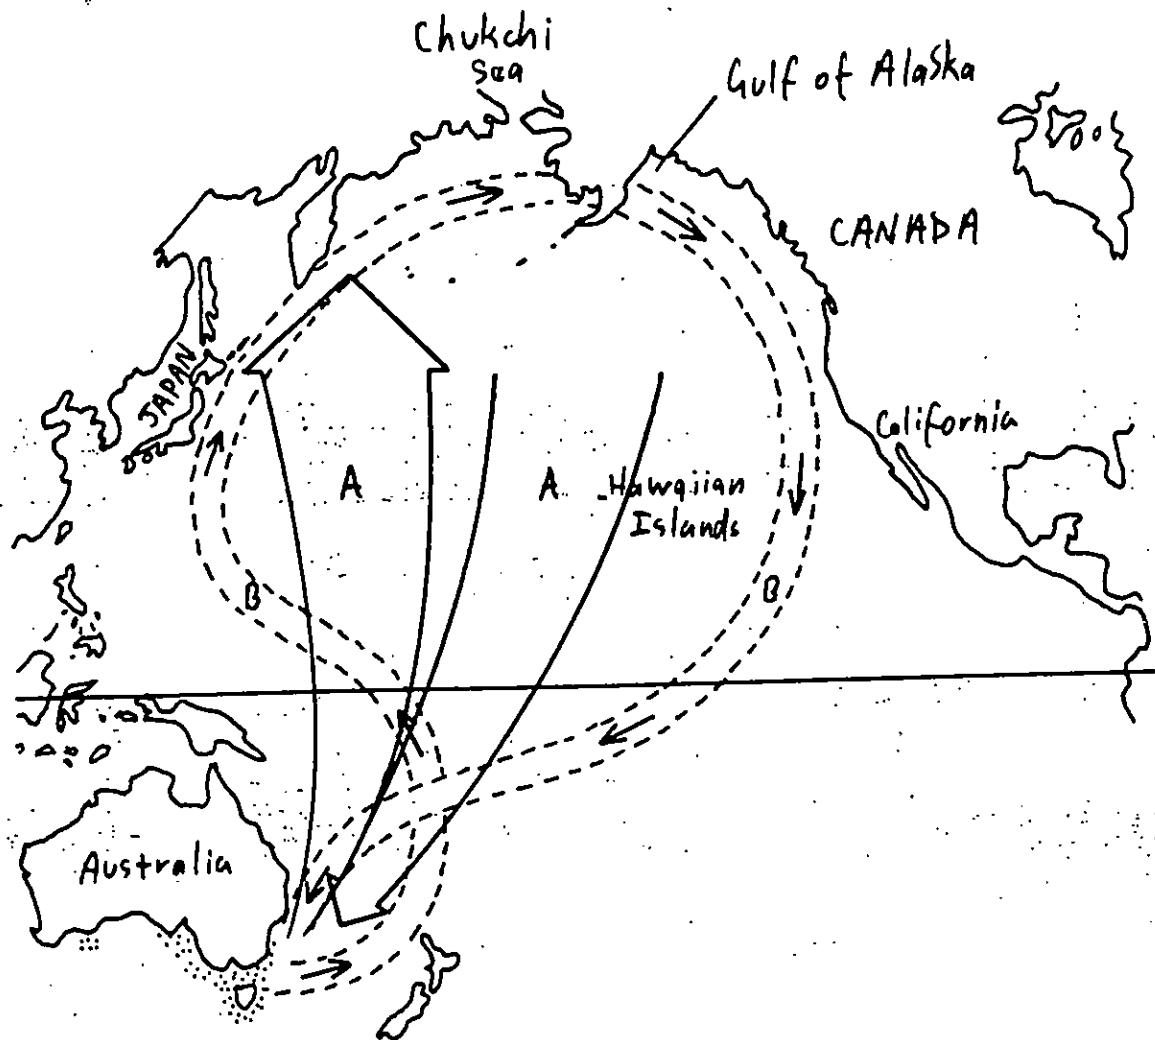 Chukchi
Sea
Gulf of Alaska
CANADA
JAPAN
California
A
A
Hawaiian
Islands
B
B
Australia